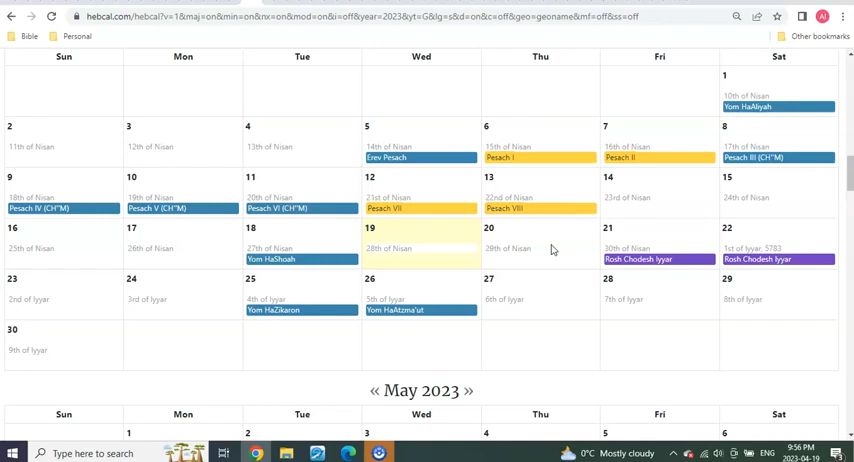 hebcal.com/hebcal?v=1&maj=on&min=on&nx=on&mod=on&i=off&year=2023&yt=G&lg=s&d=on&c=off&geo=geoname&mf=off&ss=off
AI
Bible Personal Other bookmarks
Sun Mon Tue Wed Thu Fri Sat
1
10th of Nisan
Yom HaAliyah
2 3 4 5 6 7 8
11th of Nisan 12th of Nisan 13th of Nisan 14th of Nisan 15th of Nisan 16th of Nisan 17th of Nisan
Erev Pesach Pesach I Pesach II Pesach III (CH"M)
9 10 11 12 13 14 15
18th of Nisan 19th of Nisan 20th of Nisan 21st of Nisan 22nd of Nisan 23rd of Nisan 24th of Nisan
Pesach IV (CH"M) Pesach V (CH"M) Pesach VI (CH"M) Pesach VII Pesach VIII
16 17 18 19 20 21 22
25th of Nisan 26th of Nisan 27th of Nisan 28th of Nisan 29th of Nisan 30th of Nisan 1st of Iyyar, 5783
Yom HaShoah Rosh Chodesh Iyyar Rosh Chodesh Iyyar
23 24 25 26 27 28 29
2nd of Iyyar 3rd of Iyyar 4th of Iyyar 5th of Iyyar 6th of Iyyar 7th of Iyyar 8th of Iyyar
Yom HaZikaron Yom HaAtzma'ut
30
9th of Iyyar
« May 2023 »
Sun Mon Tue Wed Thu Fri Sat
1 2 3 4 5 6
Type here to search 0°C Mostly cloudy ENG 9:56 PM
2023-04-19
3